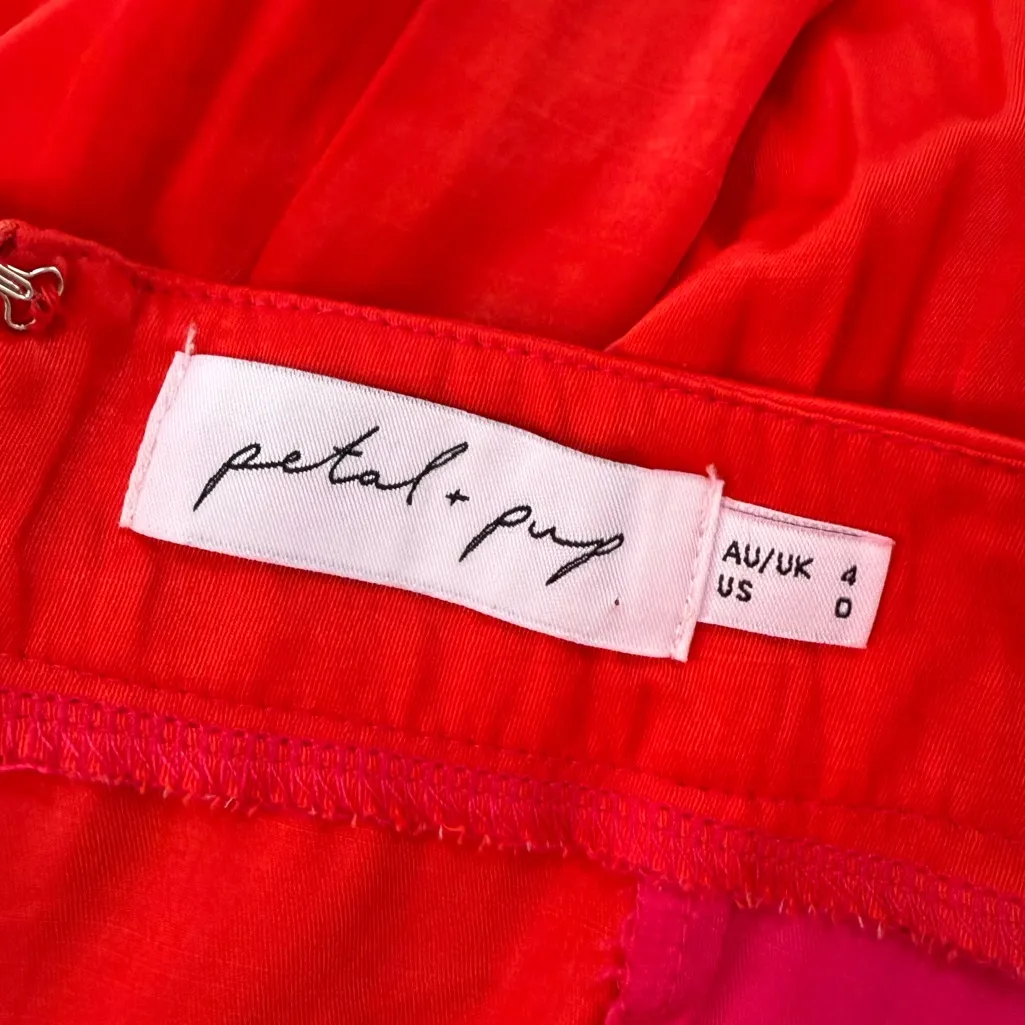 petal + pup
AU/UK 4
US 0